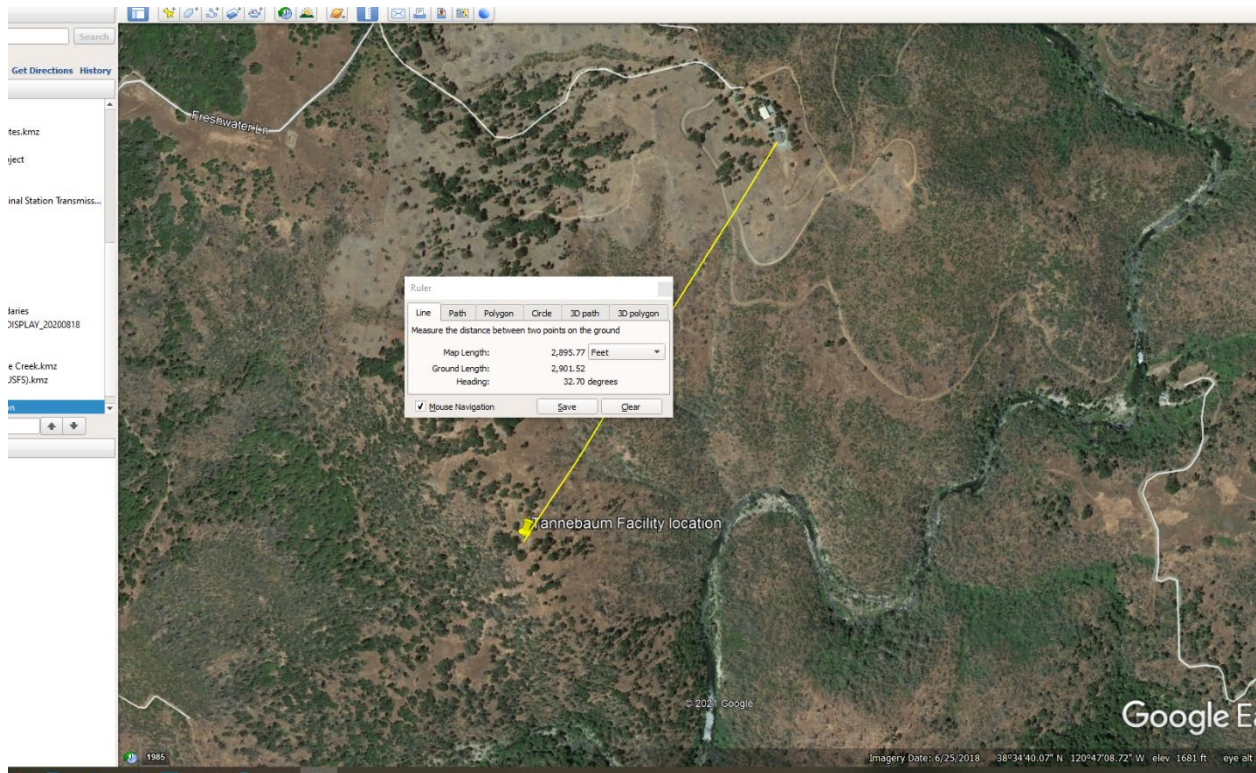 Search
Get Directions History
tes.kmz
ject
inal Station Transmiss...
daries
DISPLAY_20200818
e Creek.kmz
JSFS).kmz
on
Freshwater Ln
Ruler
Line Path Polygon Circle 3D path 3D polygon
Measure the distance between two points on the ground
Map Length: 2,895.77 Feet
Ground Length: 2,901.52
Heading: 32.70 degrees
Mouse Navigation Save Clear
Tannebaum Facility location
© 2021 Google
Google Ea
1985
Imagery Date: 6/25/2018 38°34'40.07" N 120°47'08.72" W elev 1681 ft eye alt